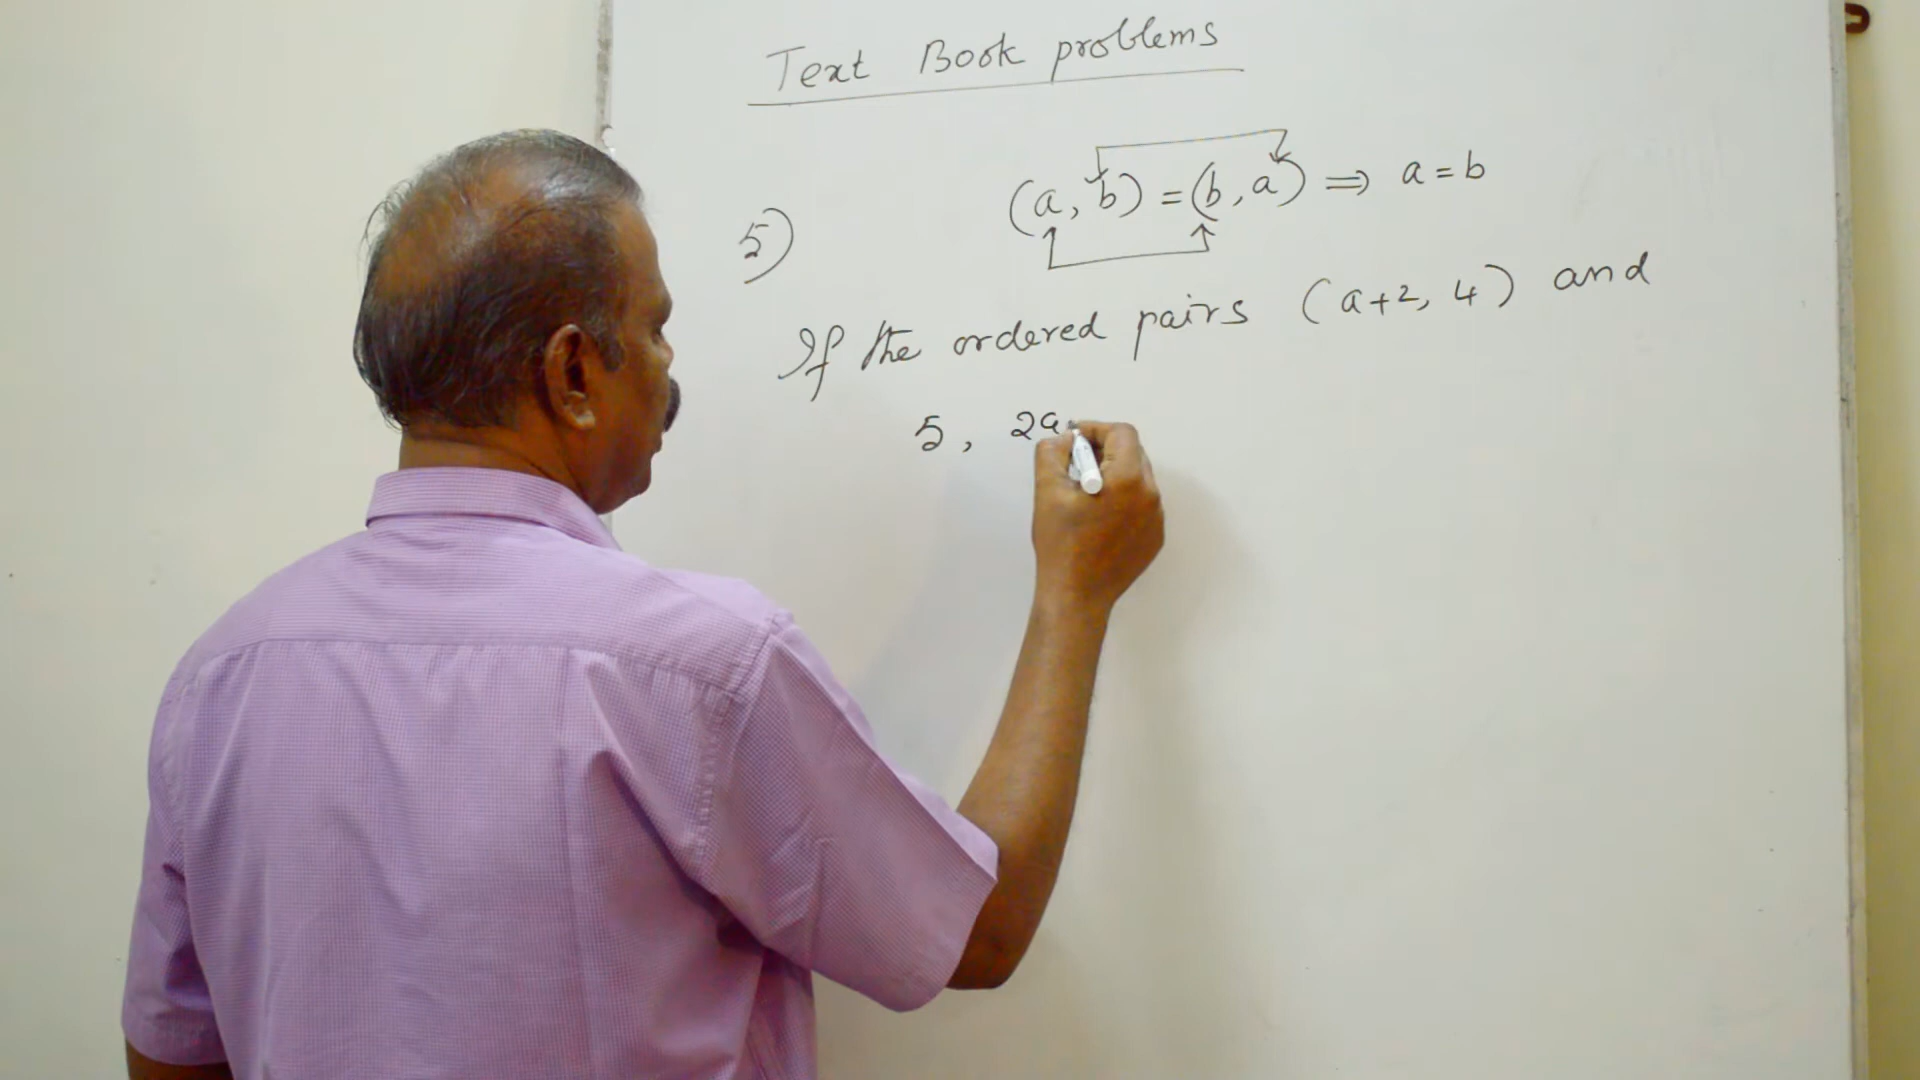 Text Book problems
5) (a, b) = (b, a) ⇒ a = b
If the ordered pairs (a+2, 4) and
5, 2a